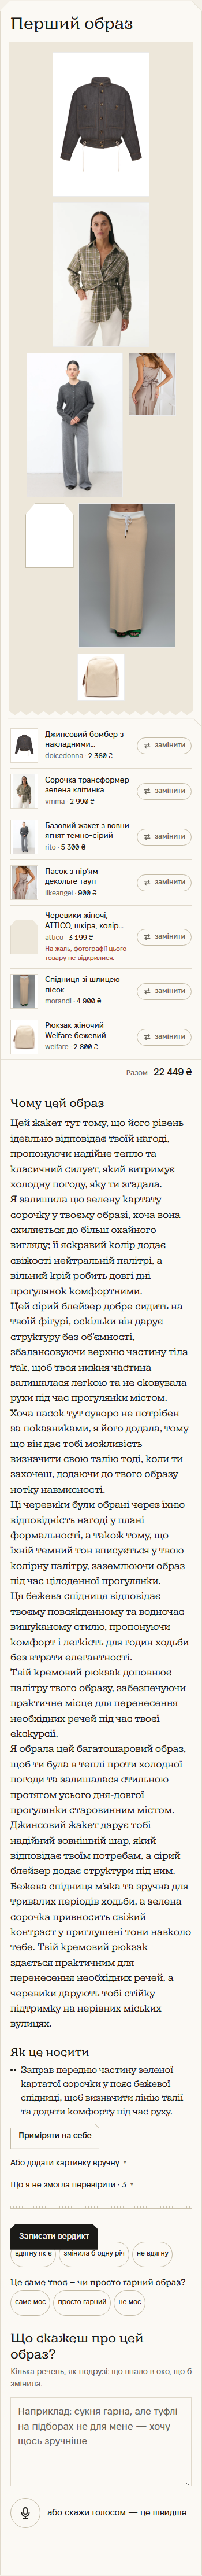 Перший образ
Джинсовий бомбер з
накладними...
dolcedonna · 2 360 ₴
замінити
Сорочка трансформер
зелена клітинка
vmma · 2 990 ₴
замінити
Базовий жакет з вовни
ягнят темно-сірий
rito · 5 300 ₴
замінити
Пасок з пір'ям
декольте тауп
likeangel · 900 ₴
замінити
Черевики жіночі,
ATTICO, шкіра, колір...
attico · 3 199 ₴
На жаль, фотографії цього
товару не відкрилися.
замінити
Спідниця зі шлицею
пісок
morandi · 4 900 ₴
замінити
Рюкзак жіночий
Welfare бежевий
welfare · 2 800 ₴
замінити
Разом 22 449 ₴
Чому цей образ
Цей жакет тут тому, що його рівень
ідеально відповідає твоїй нагоді,
пропонуючи надійне тепло та
класичний силует, який витримує
холодну погоду, яку ти згадала.
Я залишила цю зелену картату
сорочку у твоєму образі, хоча вона
схиляється до більш охайного
вигляду; її яскравий колір додає
свіжості нейтральній палітрі, а
вільний крій робить довгі дні
прогулянок комфортними.
Цей сірий блейзер добре сидить на
твоїй фігурі, оскільки він дарує
структуру без об'ємності,
збалансовуючи верхню частину тіла
так, щоб твоя нижня частина
залишалася легкою та не сковувала
рухи під час прогулянки містом.
Хоча пасок тут суворо не потрібен
за показниками, я його додала, тому
що він дає тобі можливість
визначити свою талію тоді, коли ти
захочеш, додаючи до твого образу
нотку навмисності.
Ці черевики були обрані через їхню
відповідність нагоді у плані
формальності, а також тому, що
їхній темний тон вписується у твою
колірну палітру, заземлюючи образ
під час цілоденної прогулянки.
Ця бежева спідниця відповідає
твоєму повсякденному та водночас
вишуканому стилю, пропонуючи
комфорт і легкість для годин ходьби
без втрати елегантності.
Твій кремовий рюкзак доповнює
палітру твого образу, забезпечуючи
практичне місце для перенесення
необхідних речей під час твоєї
екскурсії.
Я обрала цей багатошаровий образ,
щоб ти була в теплі проти холодної
погоди та залишалася стильною
протягом усього дня-довгої
прогулянки старовинним містом.
Джинсовий жакет дарує тобі
надійний зовнішній шар, який
відповідає твоїм потребам, а сірий
блейзер додає структури під ним.
Бежева спідниця м'яка та зручна для
тривалих періодів ходьби, а зелена
сорочка привносить свіжий
контраст у приглушені тони навколо
тебе. Твій кремовий рюкзак
здається практичним для
перенесення необхідних речей, а
черевики дарують тобі стійку
підтримку на нерівних міських
вулицях.
Як це носити
Заправ передню частину зеленої
картатої сорочки у пояс бежевої
спідниці, щоб визначити лінію талії
та додати комфорту під час руху.
Приміряти на себе
Або додати картинку вручну
Що я не змогла перевірити · 3
Записати вердикт
вдягну як є
змінила б одну річ
не вдягну
Це саме твоє — чи просто гарний образ?
саме моє
просто гарний
не моє
Що скажеш про цей
образ?
Кілька речень, як подрузі: що впало в око, що б
змінила.
Наприклад: сукня гарна, але туфлі
на підборах не для мене — хочу
щось зручніше
або скажи голосом — це швидше